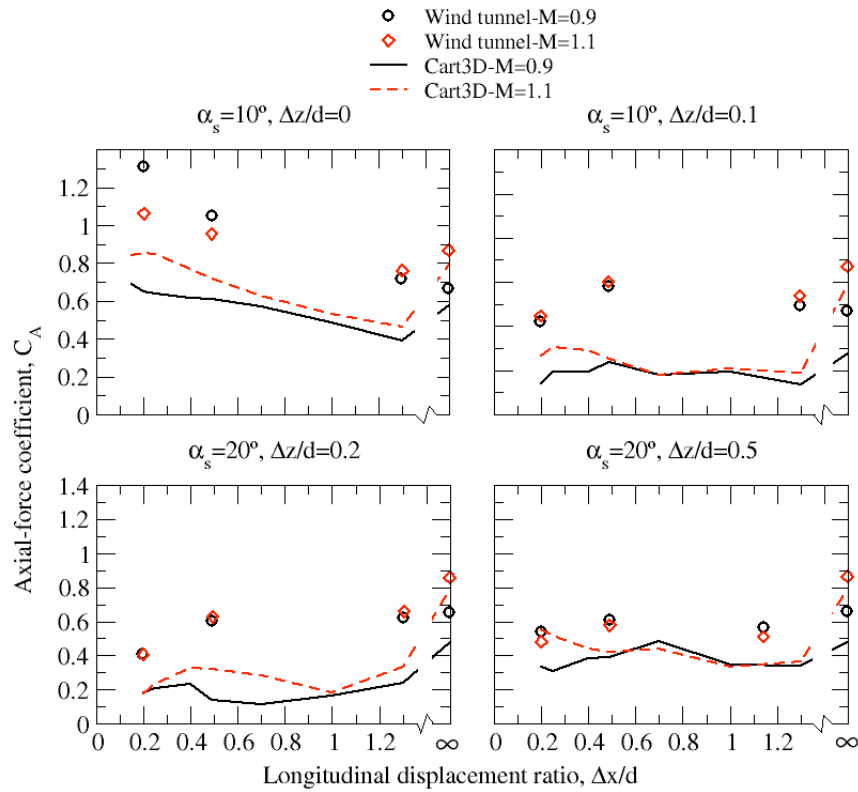 Wind tunnel-M=0.9
Wind tunnel-M=1.1
Cart3D-M=0.9
Cart3D-M=1.1
αs=10º, Δz/d=0
αs=10º, Δz/d=0.1
1.2
1
0.8
0.6
0.4
0.2
0
αs=20º, Δz/d=0.2
αs=20º, Δz/d=0.5
1.4
1.2
1
0.8
0.6
0.4
0.2
0
0 0.2 0.4 0.6 0.8 1 1.2 ∞
0 0.2 0.4 0.6 0.8 1 1.2 ∞
Axial-force coefficient, CA
Longitudinal displacement ratio, Δx/d